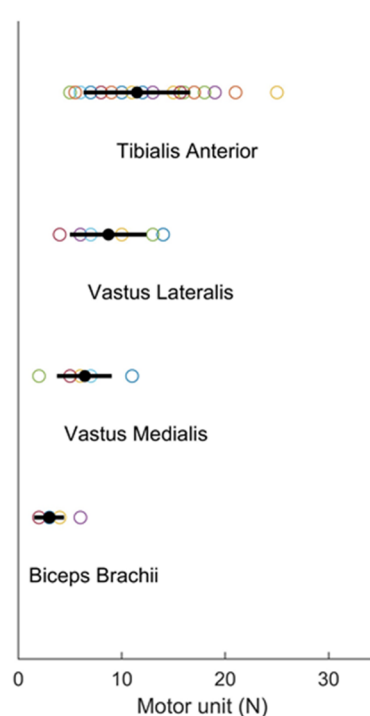 Tibialis Anterior
Vastus Lateralis
Vastus Medialis
Biceps Brachii
0 10 20 30
Motor unit (N)